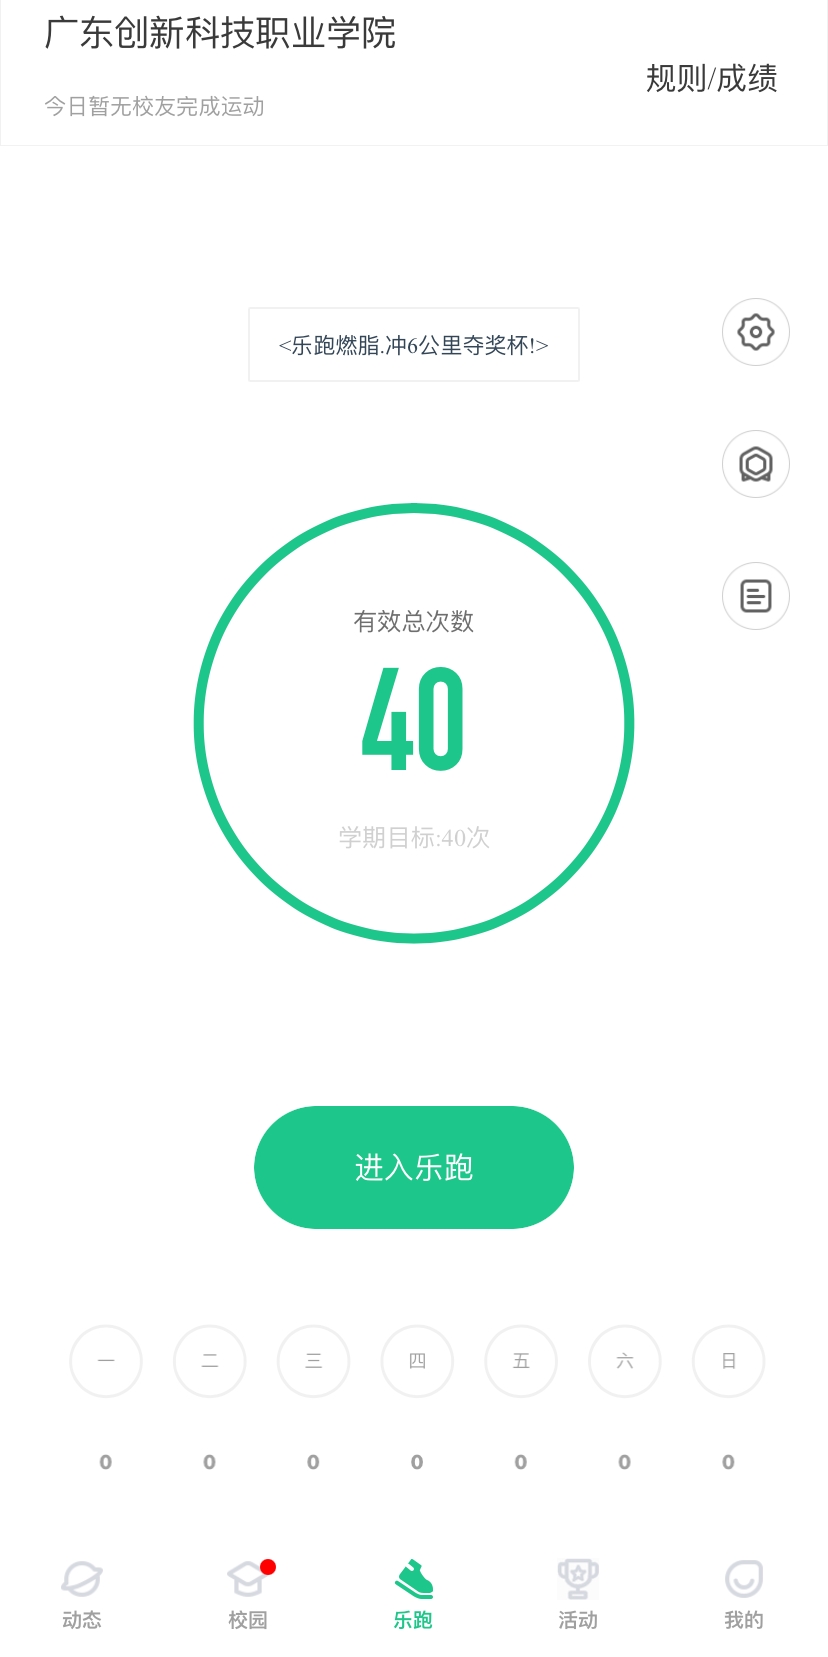 广东创新科技职业学院
规则/成绩
今日暂无校友完成运动
<乐跑燃脂.冲6公里夺奖杯!>
有效总次数
40
学期目标:40次
进入乐跑
一 二 三 四 五 六 日
0 0 0 0 0 0 0
动态 校园 乐跑 活动 我的